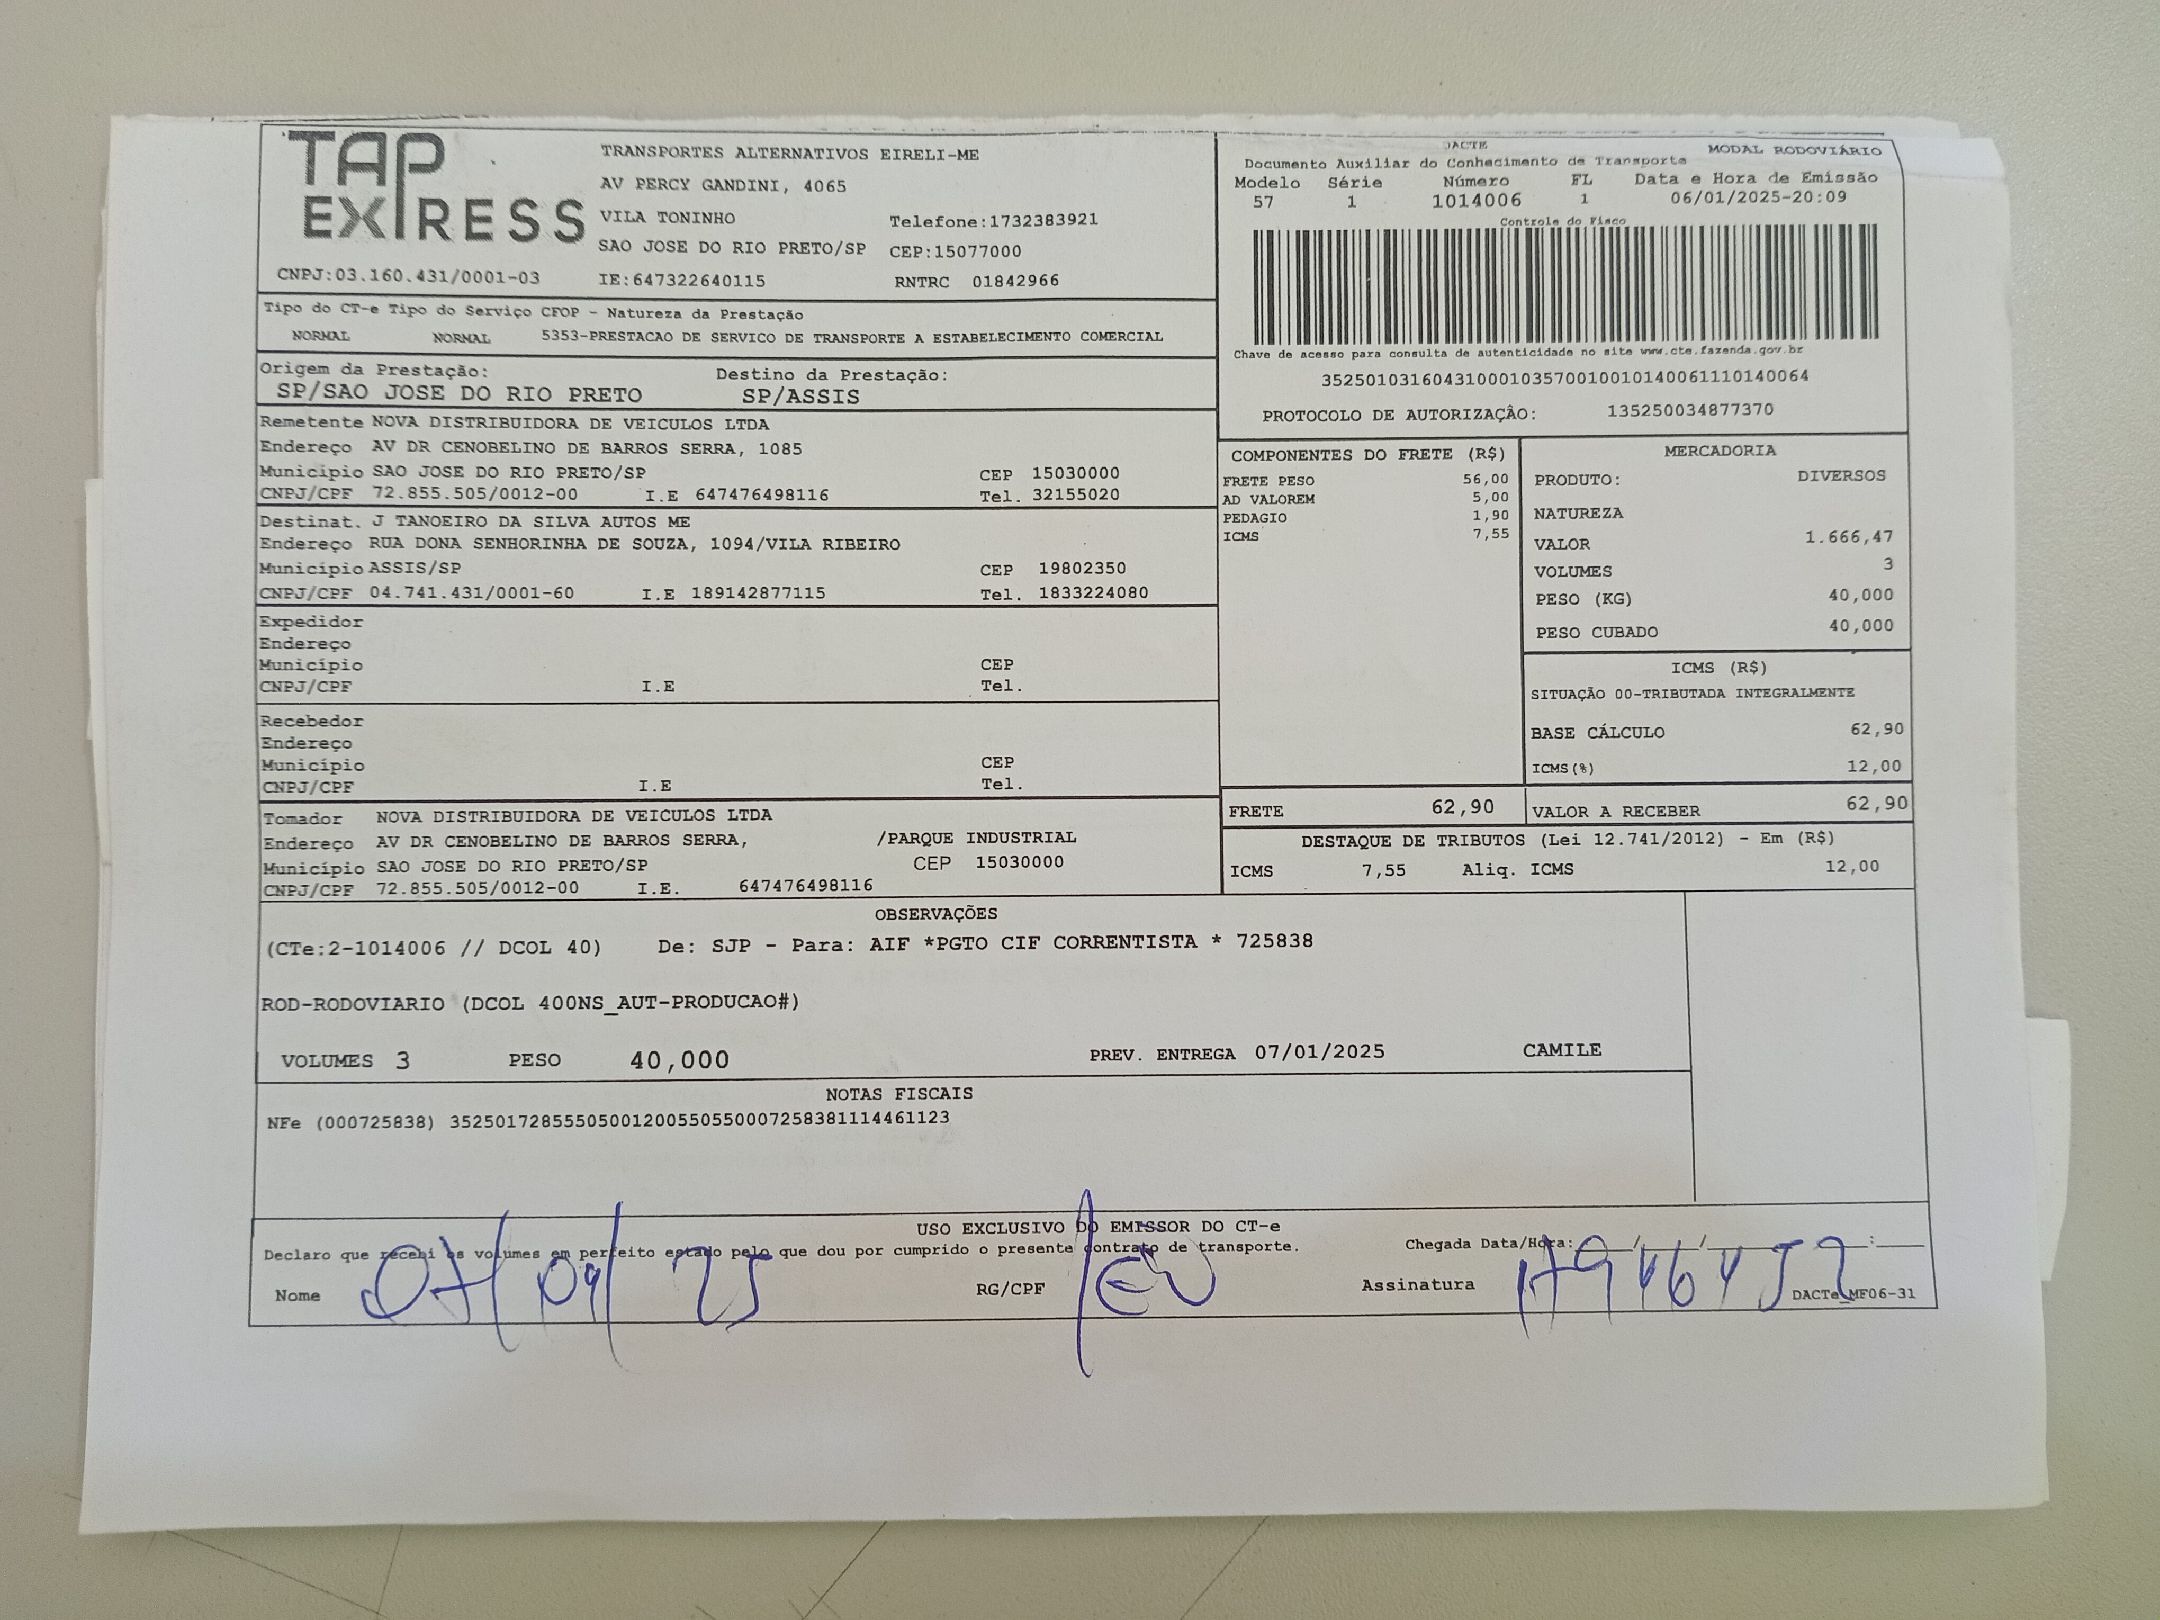 TAP EXPRESS
TRANSPORTES ALTERNATIVOS EIRELI-ME
AV PERCY GANDINI, 4065
VILA TONINHO Telefone:1732383921
SAO JOSE DO RIO PRETO/SP CEP:15077000
CNPJ:03.160.431/0001-03 IE:647322640115 RNTRC 01842966
DACTE MODAL RODOVIÁRIO
Documento Auxiliar do Conhecimento de Transporte
Modelo Série Número FL Data e Hora de Emissão
57 1 1014006 1 06/01/2025-20:09
Controle do Fisco
Chave de acesso para consulta de autenticidade no site www.cte.fazenda.gov.br
35250103160431000103570010010140061110140064
PROTOCOLO DE AUTORIZAÇÃO: 135250034877370
Tipo do CT-e Tipo do Serviço CFOP - Natureza da Prestação
NORMAL NORMAL 5353-PRESTACAO DE SERVICO DE TRANSPORTE A ESTABELECIMENTO COMERCIAL
Origem da Prestação: Destino da Prestação:
SP/SAO JOSE DO RIO PRETO SP/ASSIS
Remetente NOVA DISTRIBUIDORA DE VEICULOS LTDA
Endereço AV DR CENOBELINO DE BARROS SERRA, 1085
Município SAO JOSE DO RIO PRETO/SP CEP 15030000
CNPJ/CPF 72.855.505/0012-00 I.E 647476498116 Tel. 32155020
Destinat. J TANOEIRO DA SILVA AUTOS ME
Endereço RUA DONA SENHORINHA DE SOUZA, 1094/VILA RIBEIRO
Município ASSIS/SP CEP 19802350
CNPJ/CPF 04.741.431/0001-60 I.E 189142877115 Tel. 1833224080
Expedidor
Endereço
Município CEP
CNPJ/CPF I.E Tel.
Recebedor
Endereço
Município CEP
CNPJ/CPF I.E Tel.
Tomador NOVA DISTRIBUIDORA DE VEICULOS LTDA
Endereço AV DR CENOBELINO DE BARROS SERRA, /PARQUE INDUSTRIAL
Município SAO JOSE DO RIO PRETO/SP CEP 15030000
CNPJ/CPF 72.855.505/0012-00 I.E. 647476498116
COMPONENTES DO FRETE (R$)
FRETE PESO 56,00
AD VALOREM 5,00
PEDAGIO 1,90
ICMS 7,55
MERCADORIA
PRODUTO: DIVERSOS
NATUREZA
VALOR 1.666,47
VOLUMES 3
PESO (KG) 40,000
PESO CUBADO 40,000
ICMS (R$)
SITUAÇÃO 00-TRIBUTADA INTEGRALMENTE
BASE CÁLCULO 62,90
ICMS(%) 12,00
FRETE 62,90 VALOR A RECEBER 62,90
DESTAQUE DE TRIBUTOS (Lei 12.741/2012) - Em (R$)
ICMS 7,55 Aliq. ICMS 12,00
OBSERVAÇÕES
(CTe:2-1014006 // DCOL 40) De: SJP - Para: AIF *PGTO CIF CORRENTISTA * 725838
ROD-RODOVIARIO (DCOL 400NS_AUT-PRODUCAO#)
VOLUMES 3 PESO 40,000 PREV. ENTREGA 07/01/2025 CAMILE
NOTAS FISCAIS
NFe (000725838) 35250172855505001200550550007258381114461123
USO EXCLUSIVO DO EMISSOR DO CT-e
Declaro que recebi os volumes em perfeito estado pelo que dou por cumprido o presente contrato de transporte. Chegada Data/Hora: __/__/____ __:__
Nome RG/CPF Assinatura DACTe_MF06-31